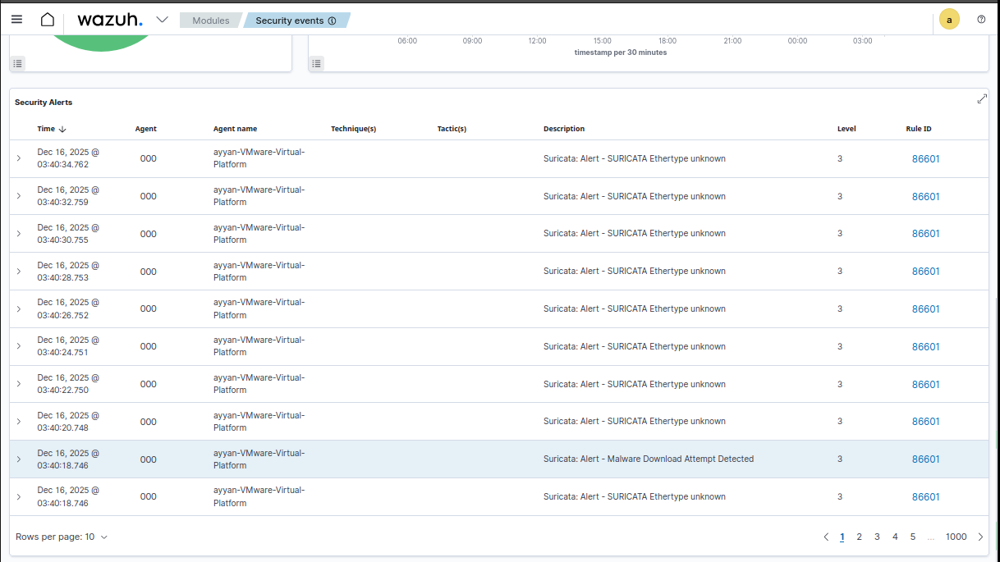 wazuh. Modules Security events a
06:00 09:00 12:00 15:00 18:00 21:00 00:00 03:00
timestamp per 30 minutes
Security Alerts
Time Agent Agent name Technique(s) Tactic(s) Description Level Rule ID
Dec 16, 2025 @
03:40:34.762 000 ayyan-VMware-Virtual-
Platform Suricata: Alert - SURICATA Ethertype unknown 3 86601
Dec 16, 2025 @
03:40:32.759 000 ayyan-VMware-Virtual-
Platform Suricata: Alert - SURICATA Ethertype unknown 3 86601
Dec 16, 2025 @
03:40:30.755 000 ayyan-VMware-Virtual-
Platform Suricata: Alert - SURICATA Ethertype unknown 3 86601
Dec 16, 2025 @
03:40:28.753 000 ayyan-VMware-Virtual-
Platform Suricata: Alert - SURICATA Ethertype unknown 3 86601
Dec 16, 2025 @
03:40:26.752 000 ayyan-VMware-Virtual-
Platform Suricata: Alert - SURICATA Ethertype unknown 3 86601
Dec 16, 2025 @
03:40:24.751 000 ayyan-VMware-Virtual-
Platform Suricata: Alert - SURICATA Ethertype unknown 3 86601
Dec 16, 2025 @
03:40:22.750 000 ayyan-VMware-Virtual-
Platform Suricata: Alert - SURICATA Ethertype unknown 3 86601
Dec 16, 2025 @
03:40:20.748 000 ayyan-VMware-Virtual-
Platform Suricata: Alert - SURICATA Ethertype unknown 3 86601
Dec 16, 2025 @
03:40:18.746 000 ayyan-VMware-Virtual-
Platform Suricata: Alert - Malware Download Attempt Detected 3 86601
Dec 16, 2025 @
03:40:18.746 000 ayyan-VMware-Virtual-
Platform Suricata: Alert - SURICATA Ethertype unknown 3 86601
Rows per page: 10 1 2 3 4 5 ... 1000